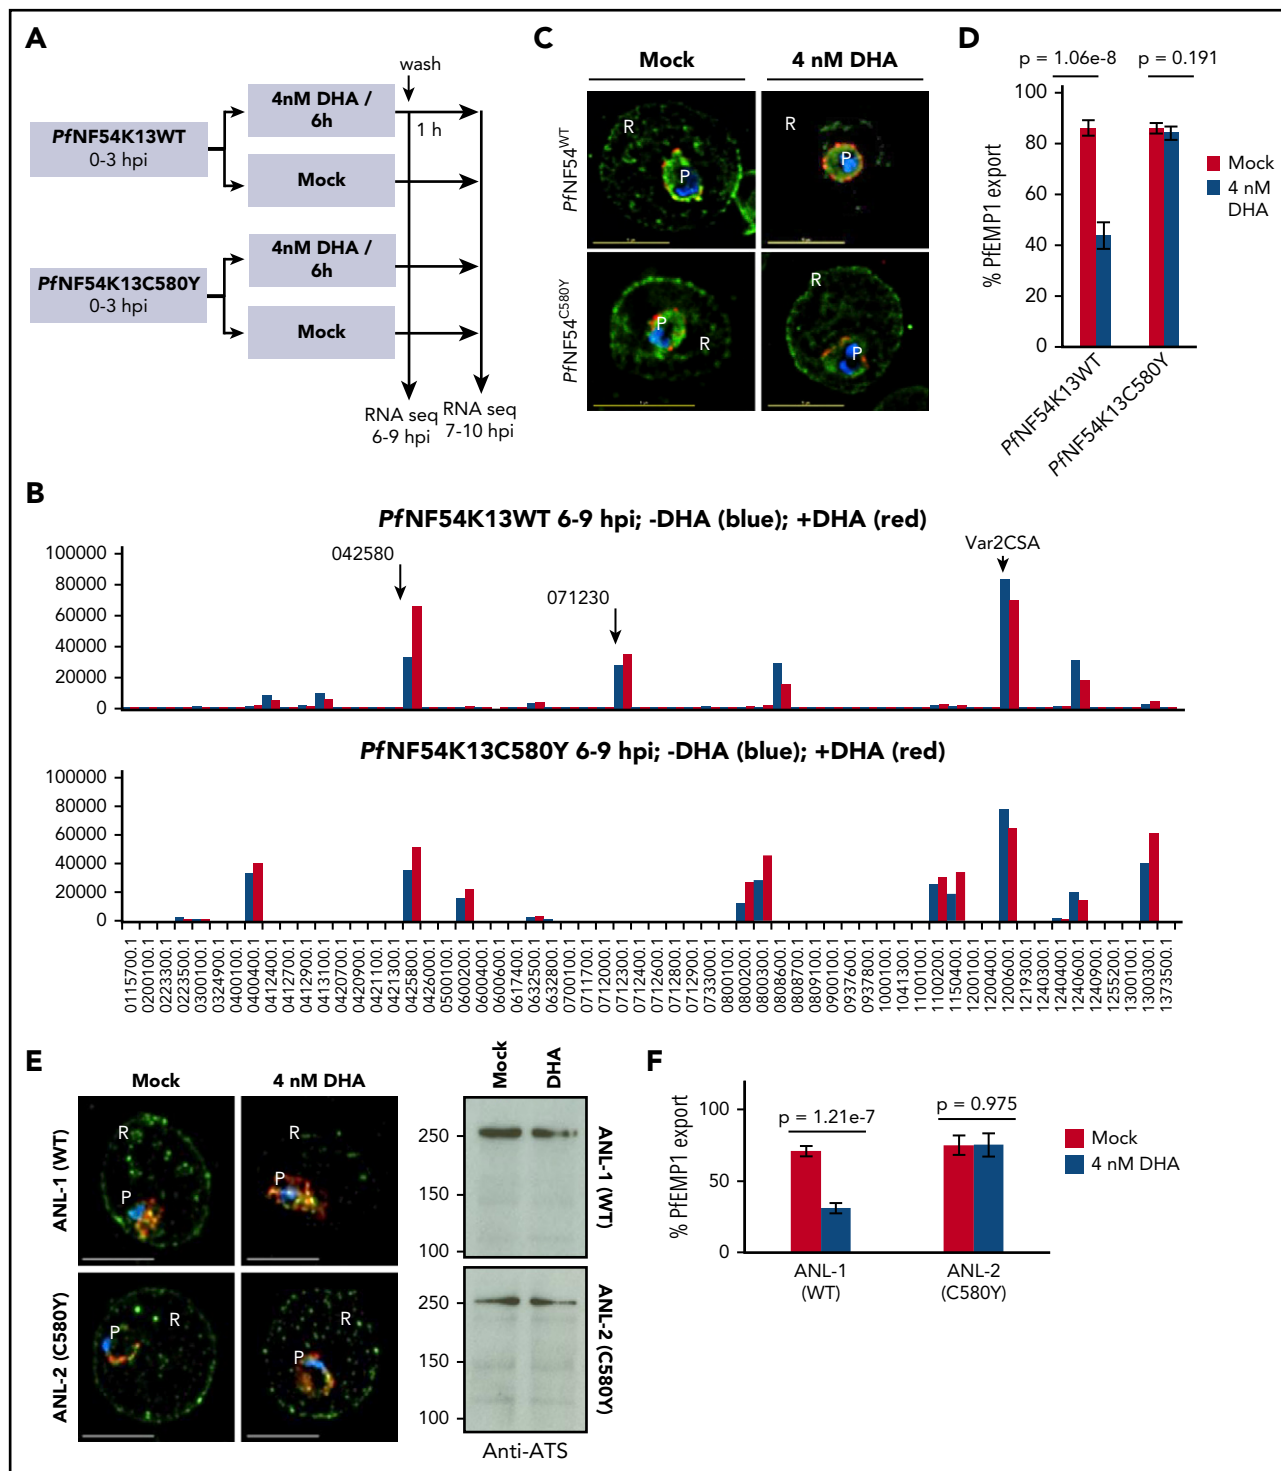 A
PfNF54K13WT
0-3 hpi
4nM DHA /
6h
Mock
wash
1 h
PfNF54K13C580Y
0-3 hpi
4nM DHA /
6h
Mock
RNA seq
6-9 hpi
RNA seq
7-10 hpi
C
Mock
4 nM DHA
PfNF54WT
R
P
R
P
PfNF54C580Y
P
R
R
P
D
p = 1.06e-8
p = 0.191
% PfEMP1 export
100
80
60
40
20
0
Mock
4 nM
DHA
PfNF54K13WT
PfNF54K13C580Y
B
PfNF54K13WT 6-9 hpi; -DHA (blue); +DHA (red)
100000
80000
60000
40000
20000
0
042580
071230
Var2CSA
PfNF54K13C580Y 6-9 hpi; -DHA (blue); +DHA (red)
100000
80000
60000
40000
20000
0
0115700.1
0200100.1
0223300.1
0223500.1
0300100.1
0324900.1
0400100.1
0400400.1
0412400.1
0412700.1
0412900.1
0413100.1
0420700.1
0420900.1
0421100.1
0421300.1
0425800.1
0426000.1
0500100.1
0600200.1
0600400.1
0617400.1
0632500.1
0632800.1
0700100.1
0711700.1
0712000.1
0712300.1
0712400.1
0712600.1
0712800.1
0712900.1
0733000.1
0800100.1
0800200.1
0800300.1
0808600.1
0808700.1
0809100.1
0900100.1
0937600.1
0937800.1
1000100.1
1041300.1
1100100.1
1100200.1
1150400.1
1200100.1
1200400.1
1200600.1
1219300.1
1240300.1
1240400.1
1240600.1
1240900.1
1255200.1
1300100.1
1300300.1
1373500.1
E
Mock
4 nM DHA
ANL-1 (WT)
R
P
R
P
ANL-2 (C580Y)
P
R
R
P
Mock
DHA
250
150
100
ANL-1 (WT)
250
150
100
ANL-2 (C580Y)
Anti-ATS
F
p = 1.21e-7
p = 0.975
% PfEMP1 export
100
50
0
ANL-1
(WT)
ANL-2
(C580Y)
Mock
4 nM DHA